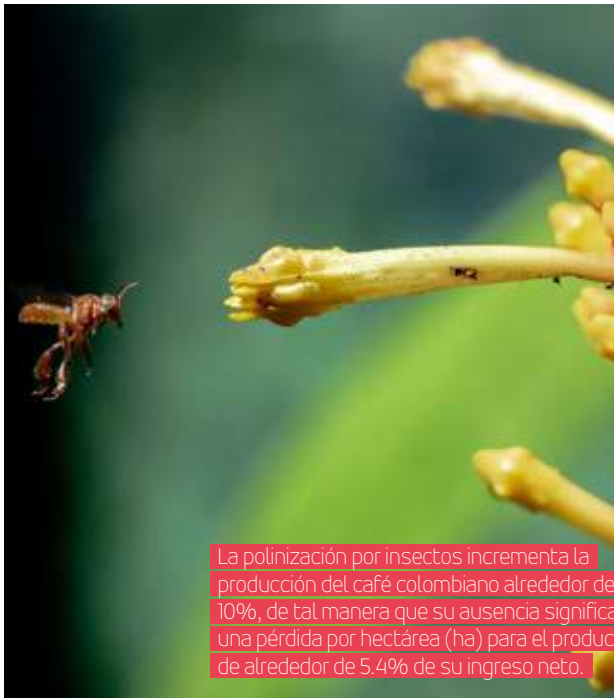 La polinización por insectos incrementa la
producción del café colombiano alrededor de
10%, de tal manera que su ausencia significa
una pérdida por hectárea (ha) para el produc
de alrededor de 5.4% de su ingreso neto.